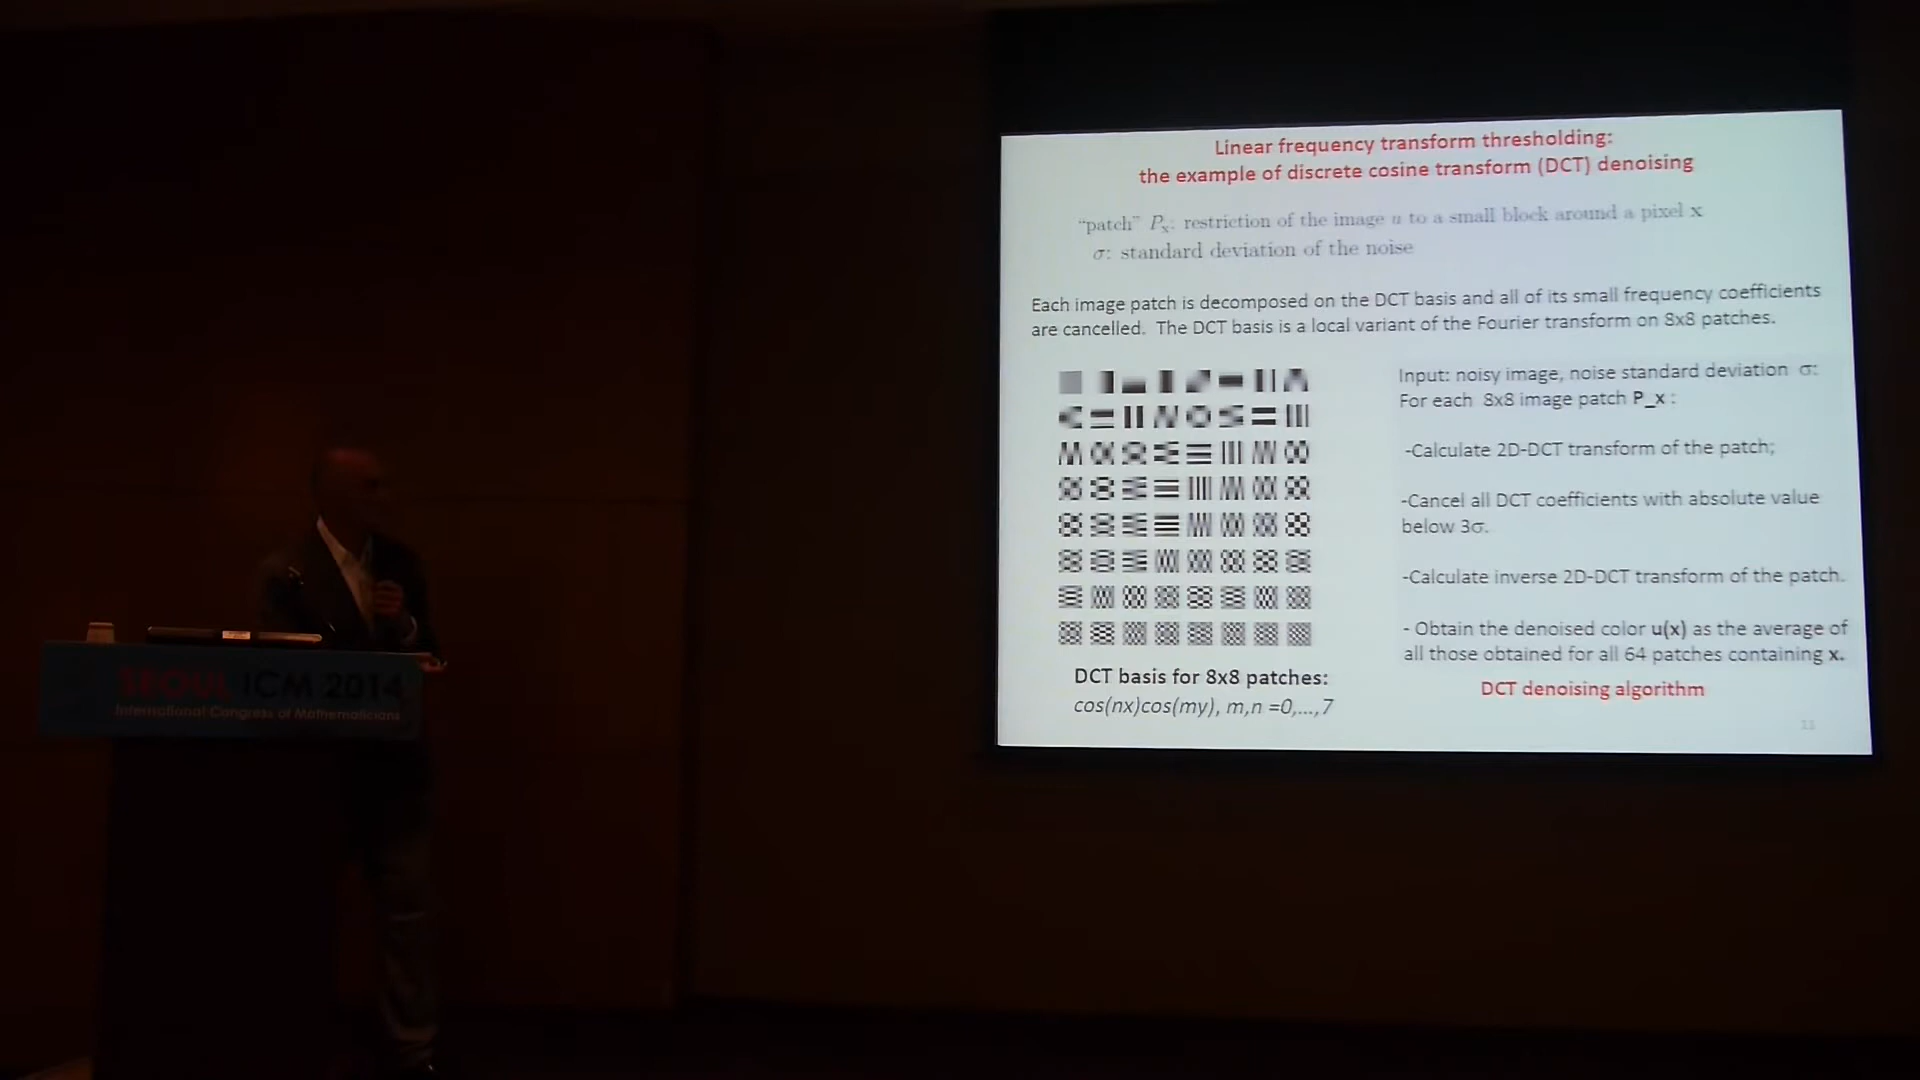 Linear frequency transform thresholding:
the example of discrete cosine transform (DCT) denoising
“patch” Pₓ: restriction of the image u to a small block around a pixel x
σ: standard deviation of the noise
Each image patch is decomposed on the DCT basis and all of its small frequency coefficients
are cancelled. The DCT basis is a local variant of the Fourier transform on 8x8 patches.
DCT basis for 8x8 patches:
cos(nx)cos(my), m,n =0,...,7
Input: noisy image, noise standard deviation σ:
For each 8x8 image patch P_x :
-Calculate 2D-DCT transform of the patch;
-Cancel all DCT coefficients with absolute value
below 3σ.
-Calculate inverse 2D-DCT transform of the patch.
- Obtain the denoised color u(x) as the average of
all those obtained for all 64 patches containing x.
DCT denoising algorithm
SEOUL ICM 2014
International Congress of Mathematicians